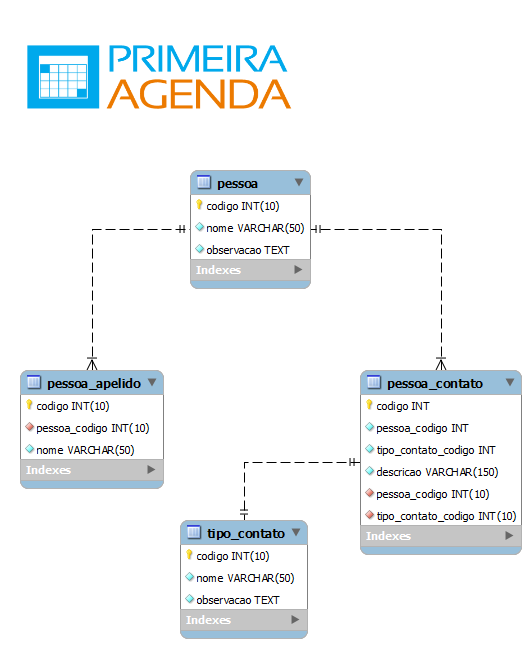 PRIMEIRA
AGENDA
pessoa
codigo INT(10)
nome VARCHAR(50)
observacao TEXT
Indexes
pessoa_apelido
codigo INT(10)
pessoa_codigo INT(10)
nome VARCHAR(50)
Indexes
pessoa_contato
codigo INT
pessoa_codigo INT
tipo_contato_codigo INT
descricao VARCHAR(150)
pessoa_codigo INT(10)
tipo_contato_codigo INT(10)
Indexes
tipo_contato
codigo INT(10)
nome VARCHAR(50)
observacao TEXT
Indexes